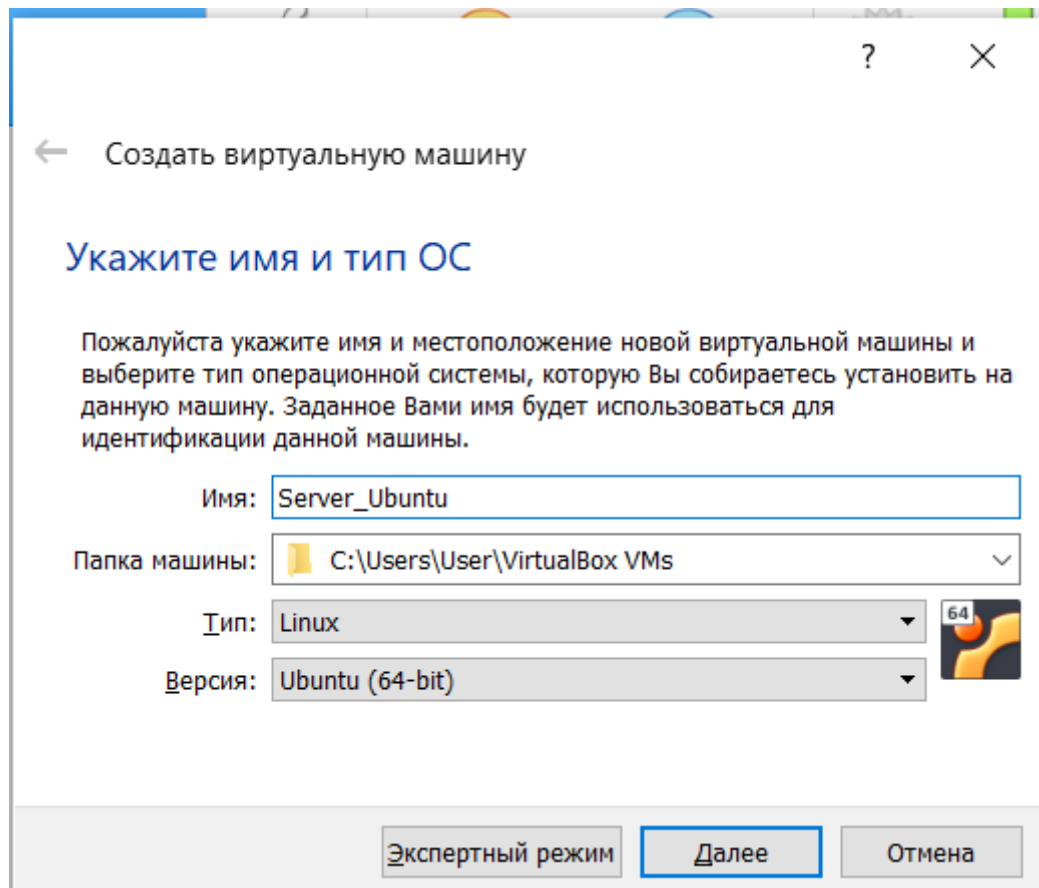 ?
Создать виртуальную машину
Укажите имя и тип ОС
Пожалуйста укажите имя и местоположение новой виртуальной машины и
выберите тип операционной системы, которую Вы собираетесь установить на
данную машину. Заданное Вами имя будет использоваться для
идентификации данной машины.
Имя: Server_Ubuntu
Папка машины: C:\Users\User\VirtualBox VMs
Тип: Linux
64
Версия: Ubuntu (64-bit)
Экспертный режим Далее Отмена